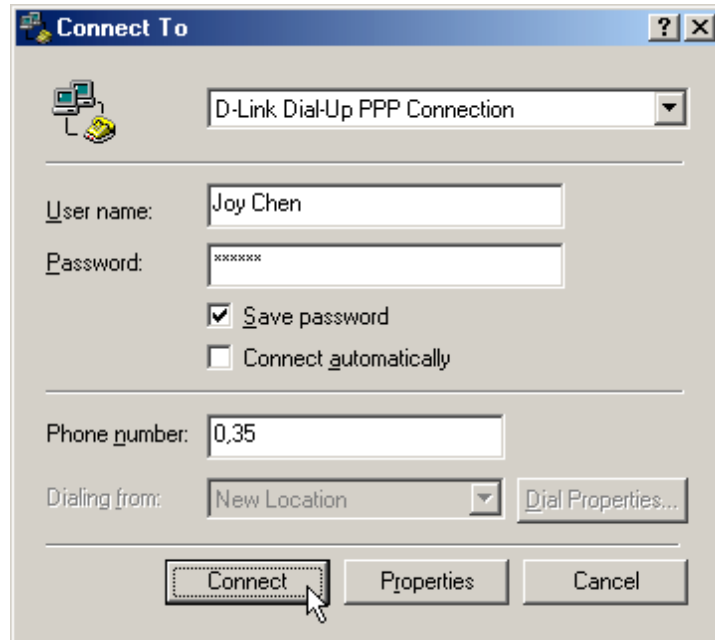 Connect To
D-Link Dial-Up PPP Connection
User name: Joy Chen
Password: ******
Save password
Connect automatically
Phone number: 0,35
Dialing from: New Location Dial Properties...
Connect Properties Cancel